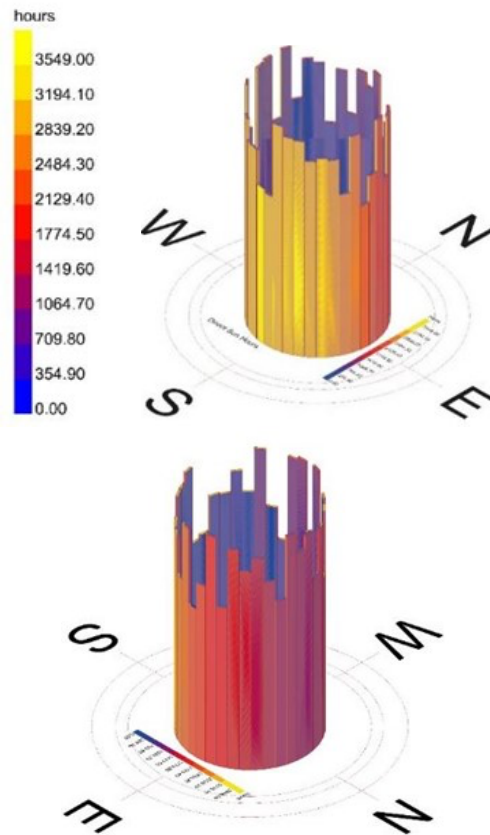 hours
3549.00
3194.10
2839.20
2484.30
2129.40
1774.50
1419.60
1064.70
709.80
354.90
0.00
W
N
Direct Sun Hours
S
E
S
W
E
N